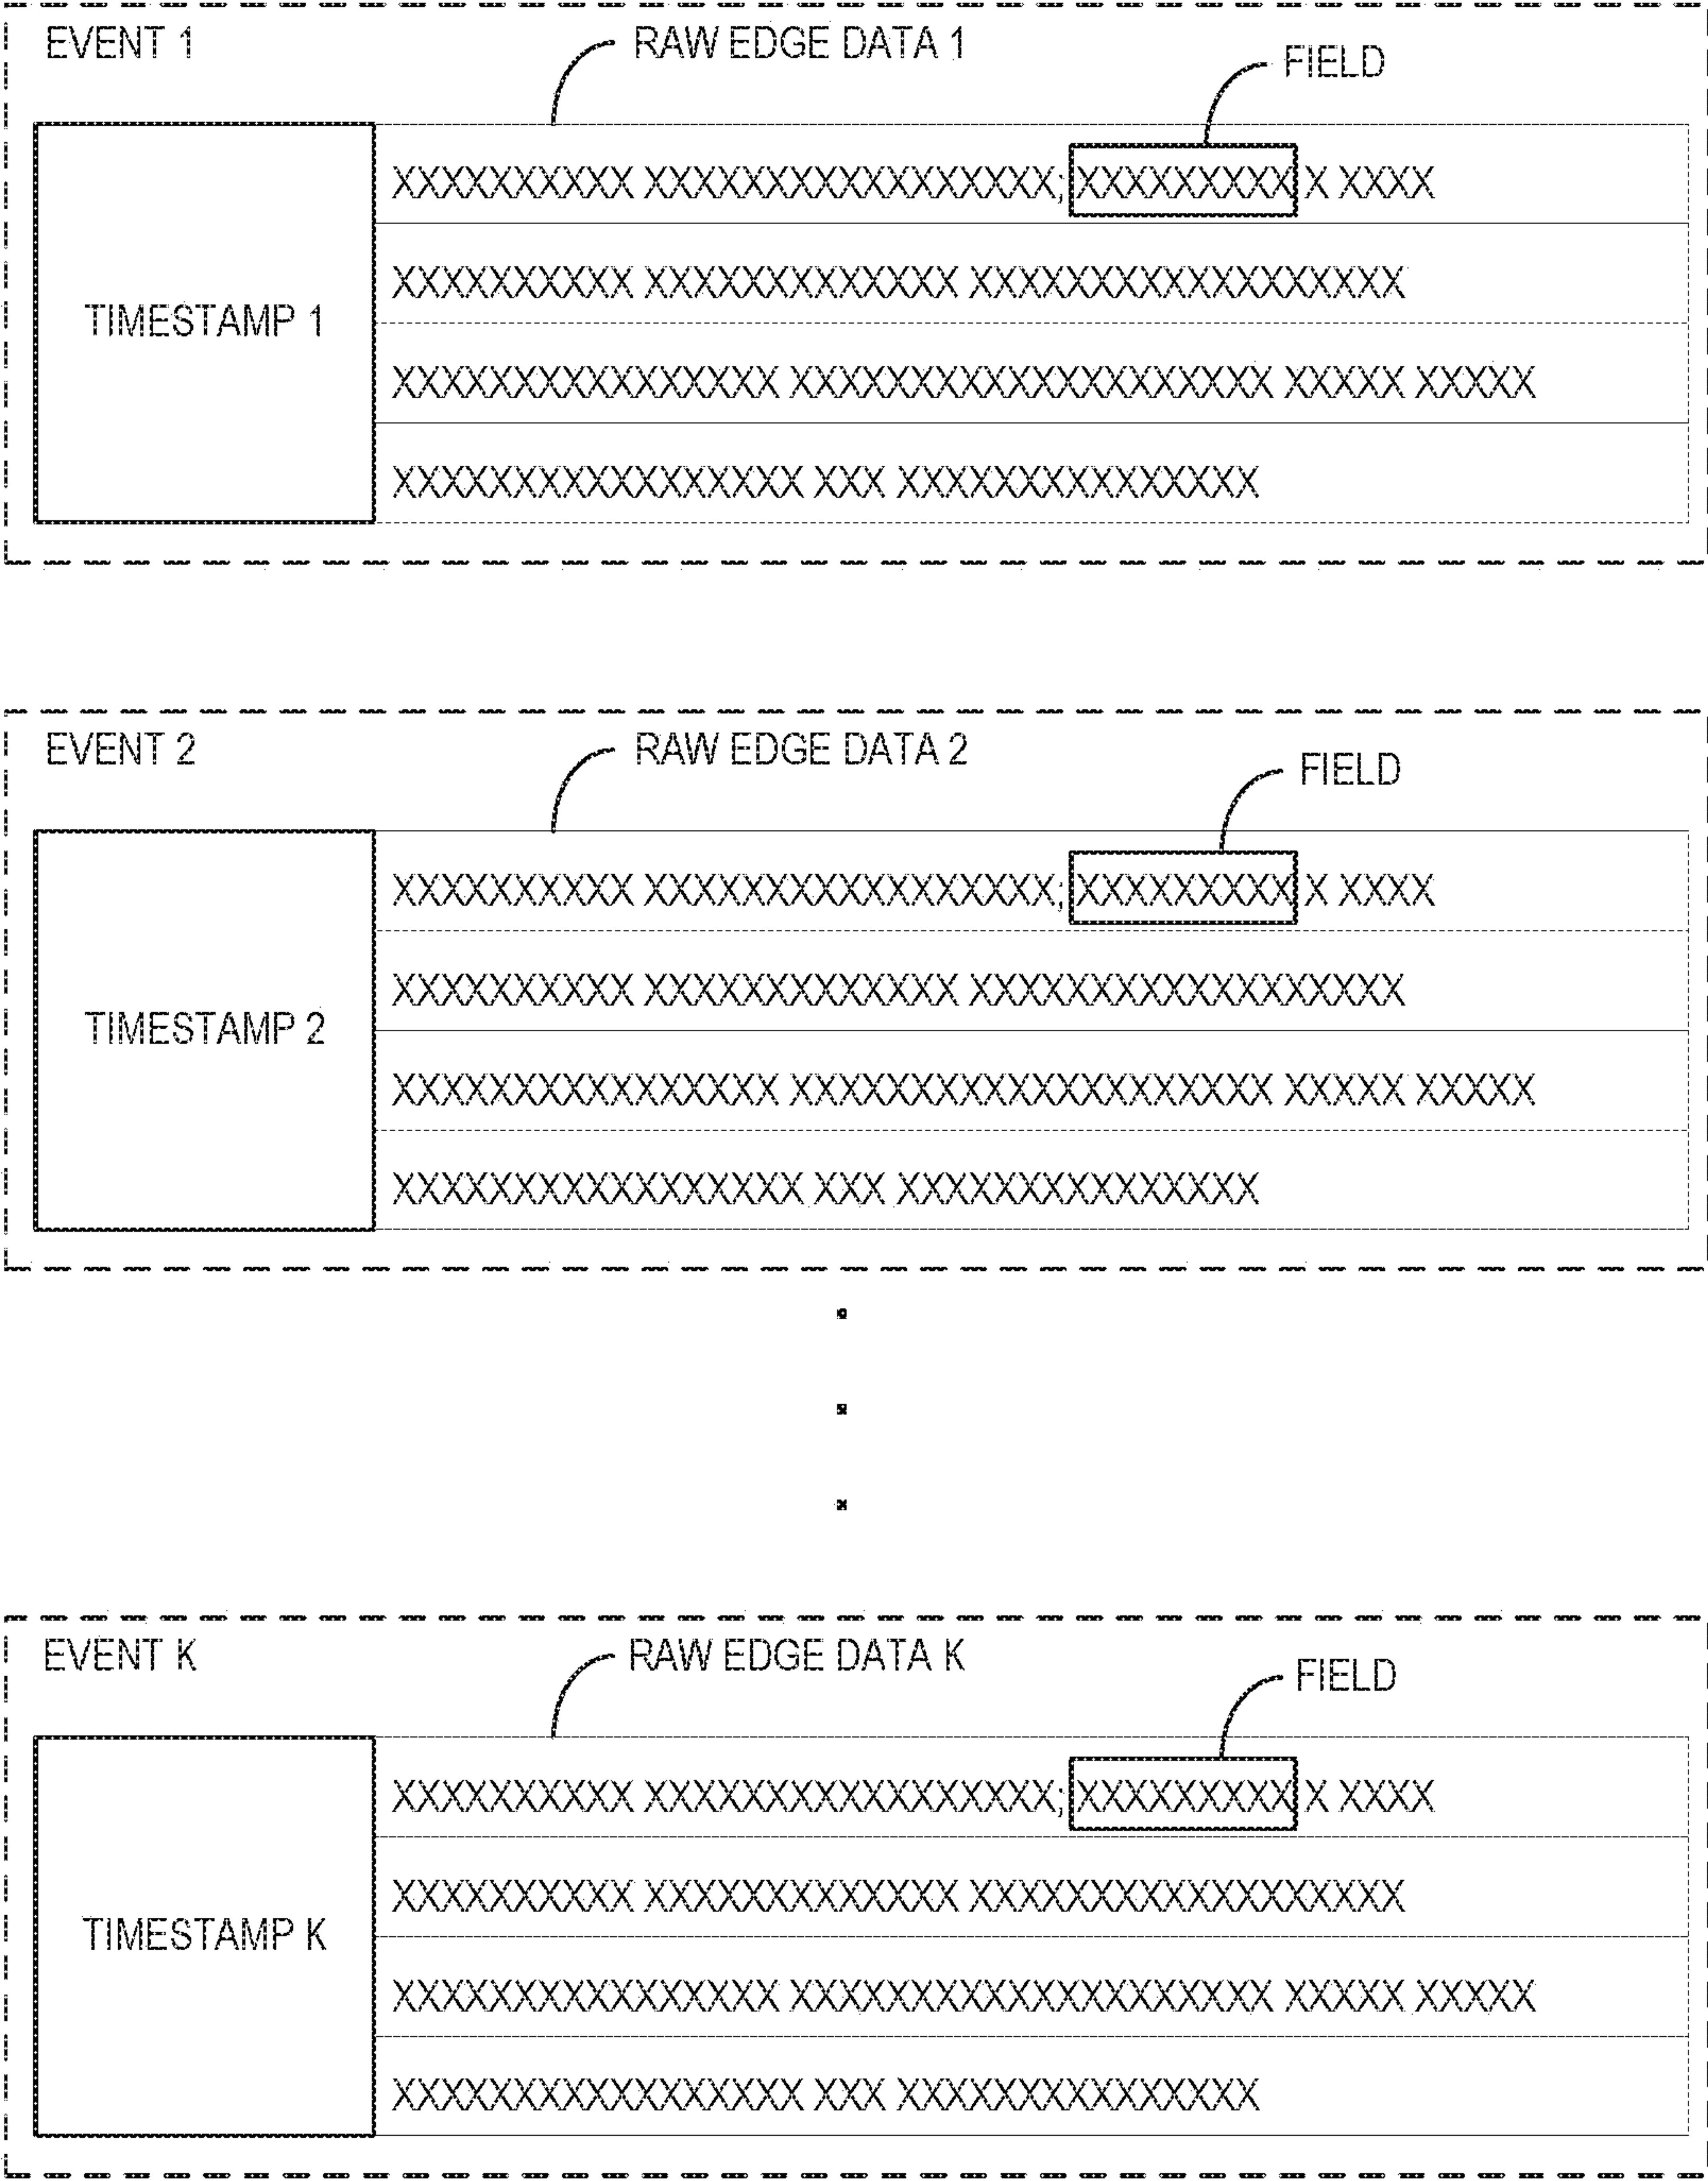 EVENT 1
RAW EDGE DATA 1
FIELD
TIMESTAMP 1
XXXXXXXXXX XXXXXXXXXXXXXXXXX; XXXXXXXXX X XXXX
XXXXXXXXXX XXXXXXXXXXXXX XXXXXXXXXXXXXXXXXX
XXXXXXXXXXXXXXXX XXXXXXXXXXXXXXXXXXXX XXXXX XXXXX
XXXXXXXXXXXXXXXXX XXX XXXXXXXXXXXXXXX
EVENT 2
RAW EDGE DATA 2
FIELD
TIMESTAMP 2
XXXXXXXXXX XXXXXXXXXXXXXXXXX; XXXXXXXXX X XXXX
XXXXXXXXXX XXXXXXXXXXXXX XXXXXXXXXXXXXXXXXX
XXXXXXXXXXXXXXXX XXXXXXXXXXXXXXXXXXXX XXXXX XXXXX
XXXXXXXXXXXXXXXXX XXX XXXXXXXXXXXXXXX
EVENT K
RAW EDGE DATA K
FIELD
TIMESTAMP K
XXXXXXXXXX XXXXXXXXXXXXXXXXX; XXXXXXXXX X XXXX
XXXXXXXXXX XXXXXXXXXXXXX XXXXXXXXXXXXXXXXXX
XXXXXXXXXXXXXXXX XXXXXXXXXXXXXXXXXXXX XXXXX XXXXX
XXXXXXXXXXXXXXXXX XXX XXXXXXXXXXXXXXX